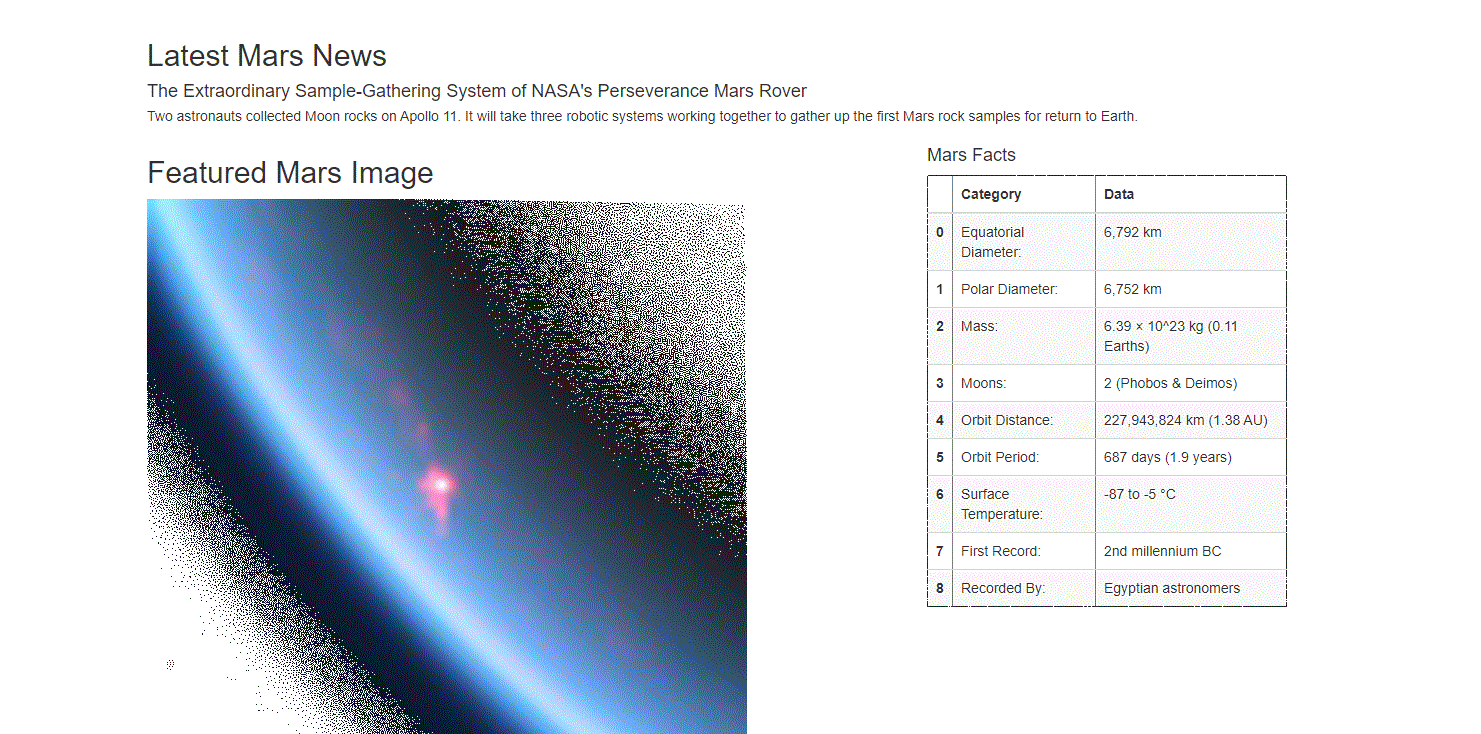 Latest Mars News
The Extraordinary Sample-Gathering System of NASA's Perseverance Mars Rover
Two astronauts collected Moon rocks on Apollo 11. It will take three robotic systems working together to gather up the first Mars rock samples for return to Earth.
Featured Mars Image
Mars Facts
Category Data
0 Equatorial 6,792 km
Diameter:
1 Polar Diameter: 6,752 km
2 Mass: 6.39 × 10^23 kg (0.11
Earths)
3 Moons: 2 (Phobos & Deimos)
4 Orbit Distance: 227,943,824 km (1.38 AU)
5 Orbit Period: 687 days (1.9 years)
6 Surface -87 to -5 °C
Temperature:
7 First Record: 2nd millennium BC
8 Recorded By: Egyptian astronomers